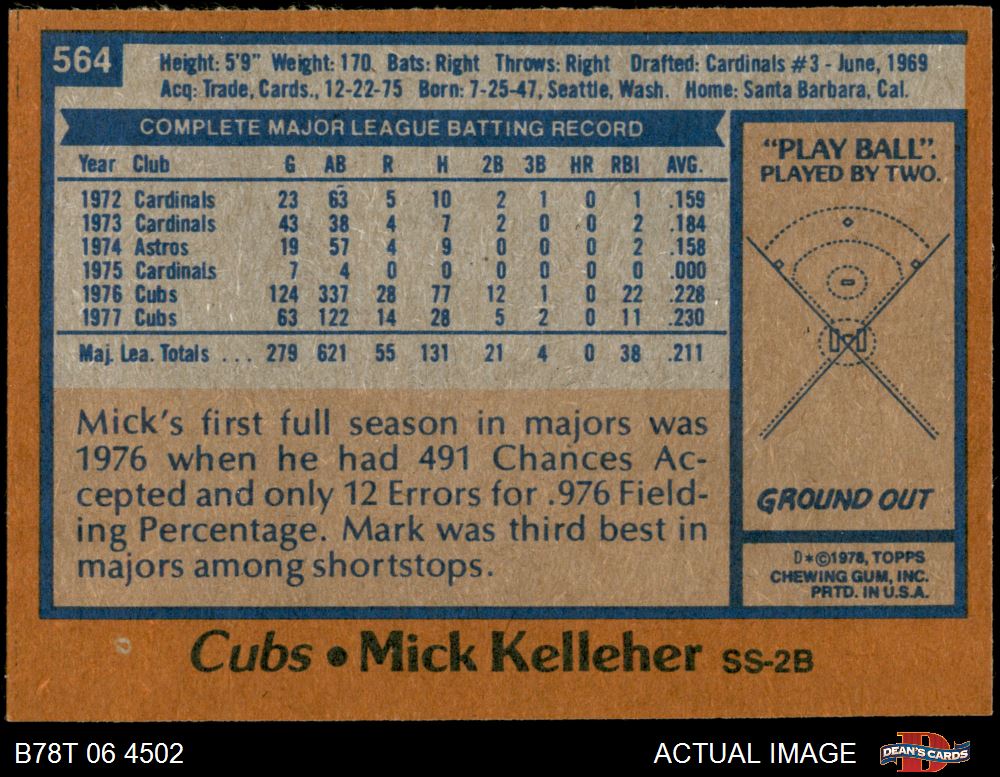 564
Height: 5'9" Weight: 170 Bats: Right Throws: Right Drafted: Cardinals #3 - June, 1969
Acq: Trade, Cards., 12-22-75 Born: 7-25-47, Seattle, Wash. Home: Santa Barbara, Cal.
COMPLETE MAJOR LEAGUE BATTING RECORD
Year Club G AB R H 2B 3B HR RBI AVG.
1972 Cardinals 23 63 5 10 2 1 0 1 .159
1973 Cardinals 43 38 4 7 2 0 0 2 .184
1974 Astros 19 57 4 9 0 0 0 2 .158
1975 Cardinals 7 4 0 0 0 0 0 0 .000
1976 Cubs 124 337 28 77 12 1 0 22 .228
1977 Cubs 63 122 14 28 5 2 0 11 .230
Maj. Lea. Totals ... 279 621 55 131 21 4 0 38 .211
Mick's first full season in majors was
1976 when he had 491 Chances Ac-
cepted and only 12 Errors for .976 Field-
ing Percentage. Mark was third best in
majors among shortstops.
"PLAY BALL".
PLAYED BY TWO.
GROUND OUT
D*©1978, TOPPS
CHEWING GUM, INC.
PRTD. IN U.S.A.
Cubs • Mick Kelleher SS-2B
B78T 06 4502
ACTUAL IMAGE
D
DEAN'S CARDS